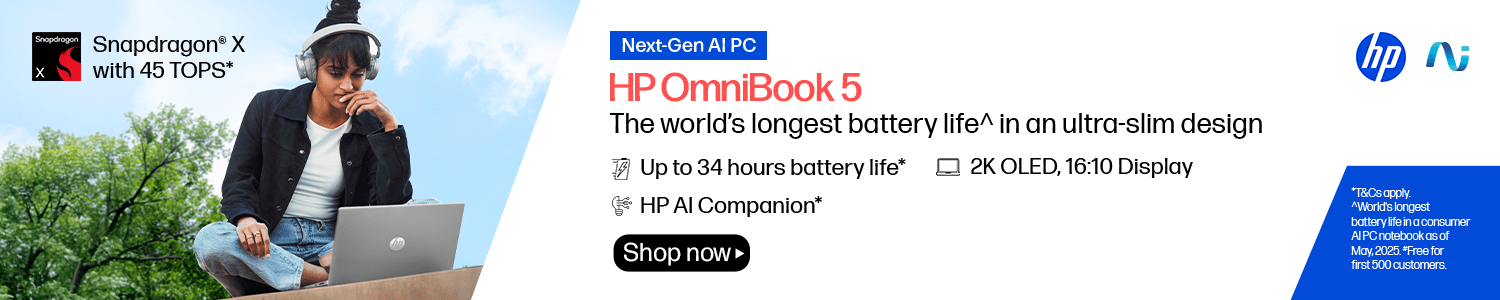 Snapdragon
X
Snapdragon® X
with 45 TOPS*
Next-Gen AI PC
HP OmniBook 5
The world's longest battery life^ in an ultra-slim design
Up to 34 hours battery life*
2K OLED, 16:10 Display
HP AI Companion*
Shop now
hp
hp
*T&Cs apply.
^World's longest
battery life in a consumer
AI PC notebook as of
May, 2025. #Free for
first 500 customers.